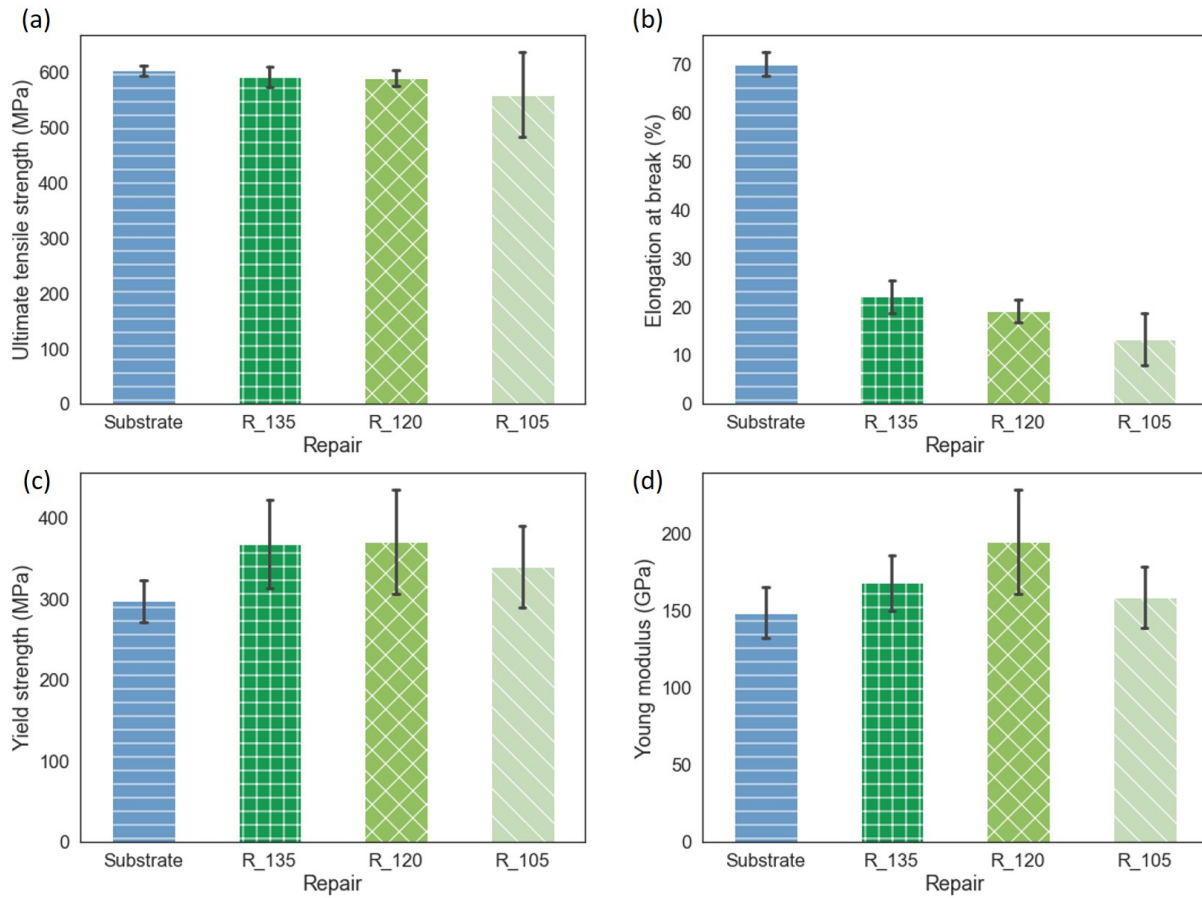 (a)
Ultimate tensile strength (MPa)
600
500
400
300
200
100
0
Substrate R_135 R_120 R_105
Repair
(b)
Elongation at break (%)
70
60
50
40
30
20
10
0
Substrate R_135 R_120 R_105
Repair
(c)
Yield strength (MPa)
400
300
200
100
0
Substrate R_135 R_120 R_105
Repair
(d)
Young modulus (GPa)
200
150
100
50
0
Substrate R_135 R_120 R_105
Repair